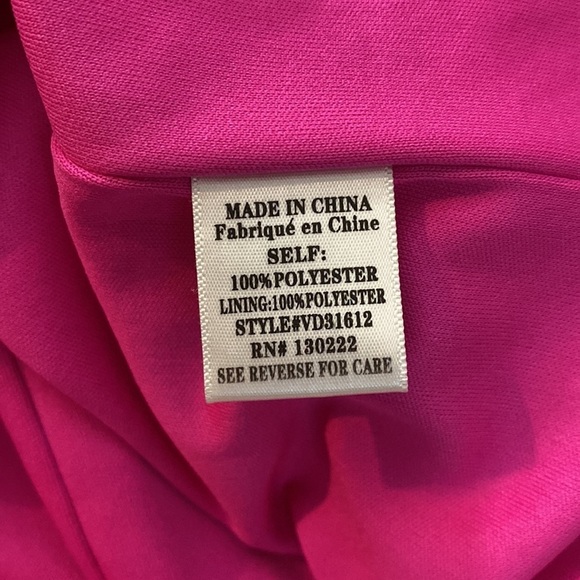 MADE IN CHINA
Fabriqué en Chine
SELF:
100%POLYESTER
LINING:100%POLYESTER
STYLE#VD31612
RN# 130222
SEE REVERSE FOR CARE